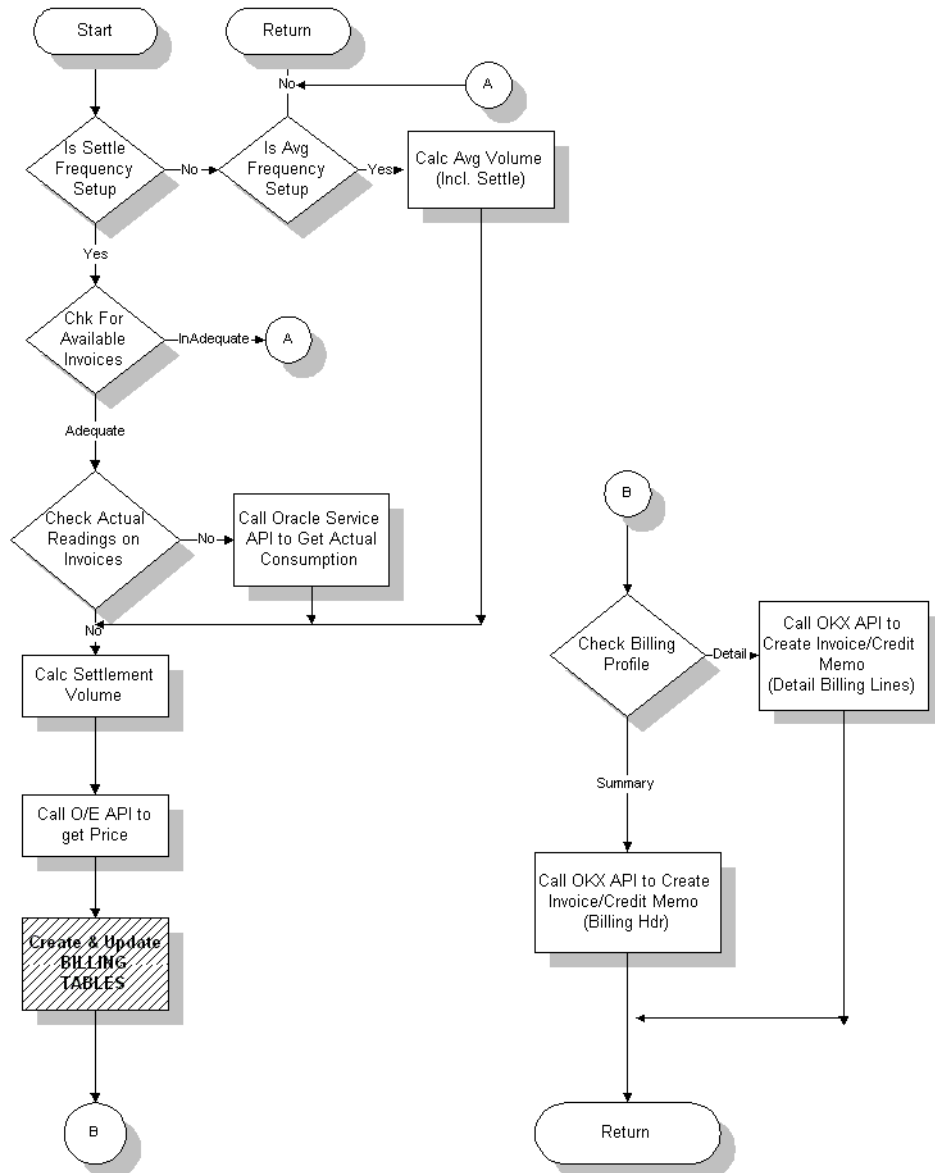 Start
Return
No
A
Is Settle
Frequency
Setup
No
Is Avg
Frequency
Setup
Yes
Calc Avg Volume
(Incl. Settle)
Yes
Chk For
Available
Invoices
InAdequate
A
Adequate
Check Actual
Readings on
Invoices
No
Call Oracle Service
API to Get Actual
Consumption
No
Calc Settlement
Volume
Call O/E API to
get Price
Create & Update
BILLING
TABLES
B
B
Check Billing
Profile
Detail
Call OKX API to
Create Invoice/Credit
Memo
(Detail Billing Lines)
Summary
Call OKX API to Create
Invoice/Credit Memo
(Billing Hdr)
Return